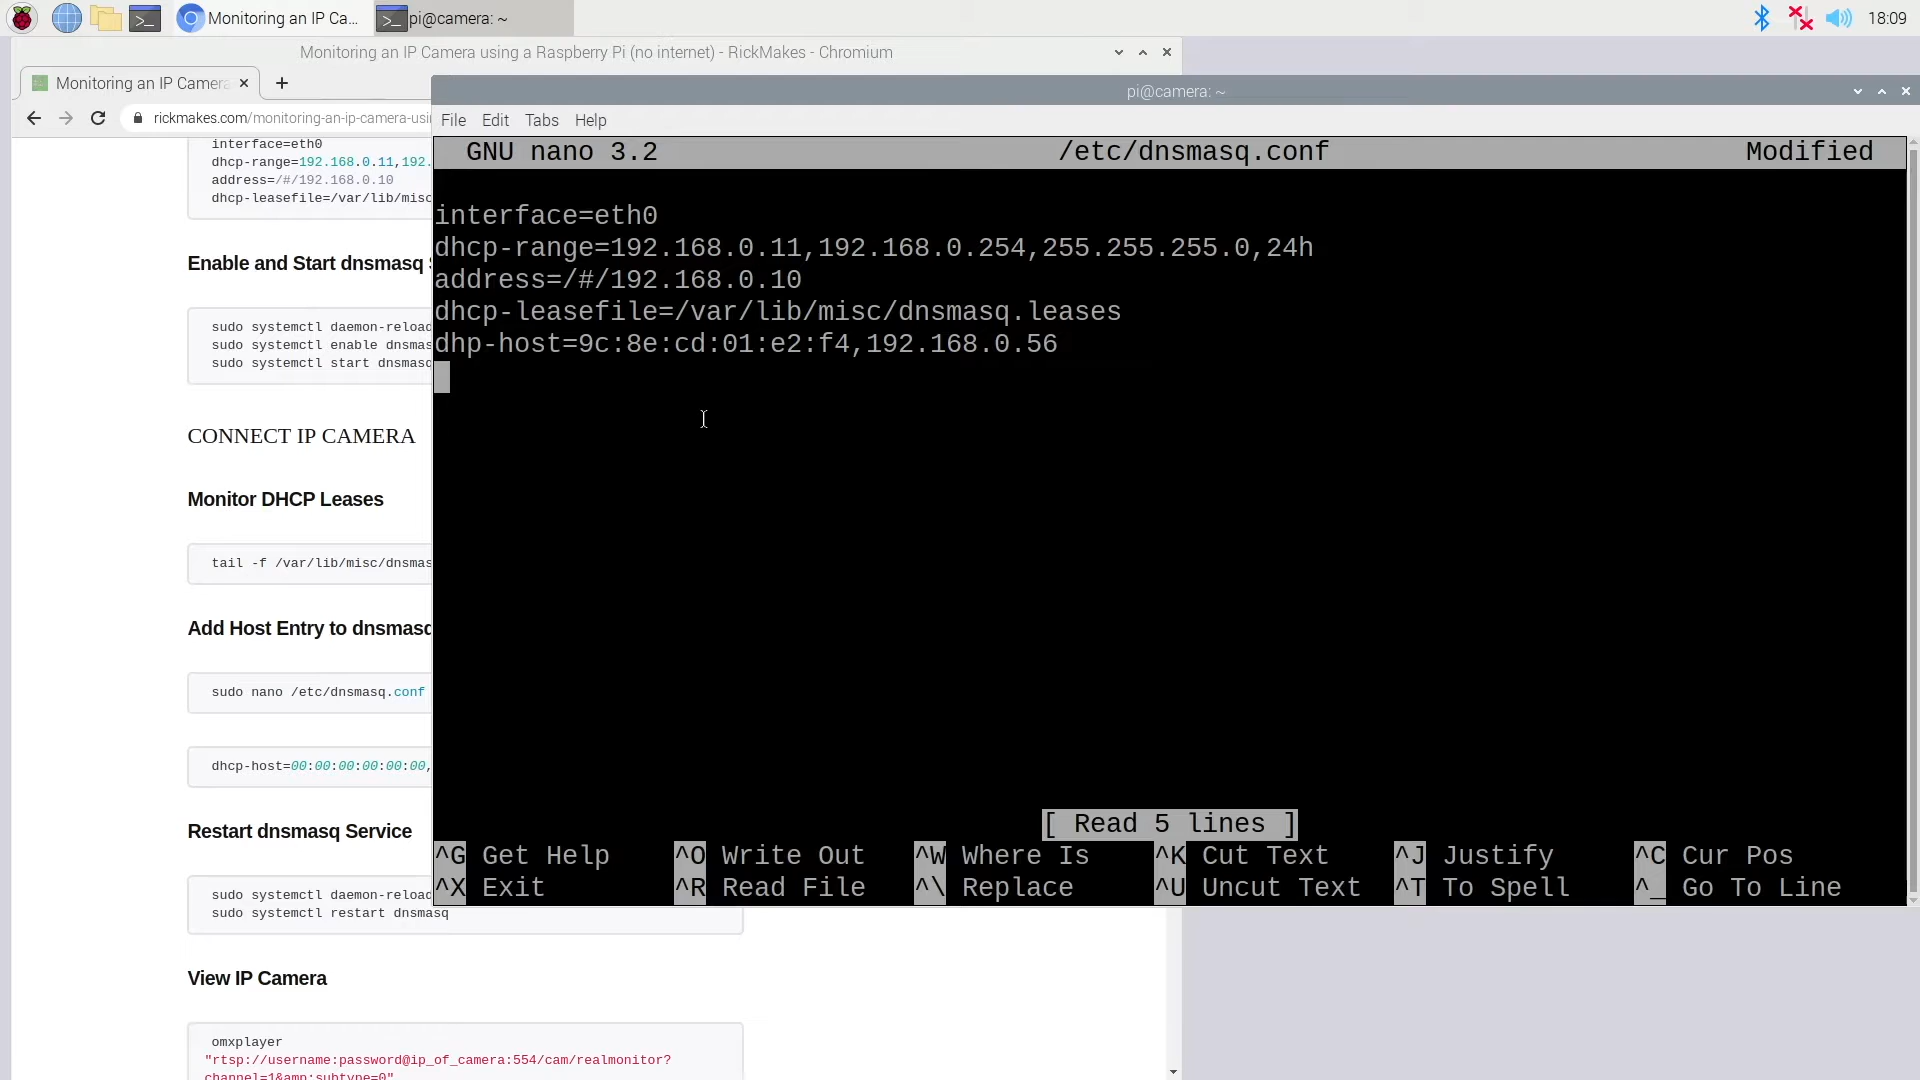 Monitoring an IP Ca...
pi@camera: ~
18:09
Monitoring an IP Camera using a Raspberry Pi (no internet) - RickMakes - Chromium
Monitoring an IP Camera
rickmakes.com/monitoring-an-ip-camera-usi
interface=eth0
dhcp-range=192.168.0.11,192.
address=/#/192.168.0.10
dhcp-leasefile=/var/lib/misc
Enable and Start dnsmasq
sudo systemctl daemon-reload
sudo systemctl enable dnsmas
sudo systemctl start dnsmasq
CONNECT IP CAMERA
Monitor DHCP Leases
tail -f /var/lib/misc/dnsmas
Add Host Entry to dnsmasq
sudo nano /etc/dnsmasq.conf
dhcp-host=00:00:00:00:00:00,
Restart dnsmasq Service
sudo systemctl daemon-reload
sudo systemctl restart dnsmasq
View IP Camera
omxplayer
"rtsp://username:password@ip_of_camera:554/cam/realmonitor?
channel=1&amp;subtype=0"
pi@camera: ~
File Edit Tabs Help
GNU nano 3.2 /etc/dnsmasq.conf Modified
interface=eth0
dhcp-range=192.168.0.11,192.168.0.254,255.255.255.0,24h
address=/#/192.168.0.10
dhcp-leasefile=/var/lib/misc/dnsmasq.leases
dhp-host=9c:8e:cd:01:e2:f4,192.168.0.56
[ Read 5 lines ]
^G Get Help ^O Write Out ^W Where Is ^K Cut Text ^J Justify ^C Cur Pos
^X Exit ^R Read File ^\ Replace ^U Uncut Text ^T To Spell ^_ Go To Line